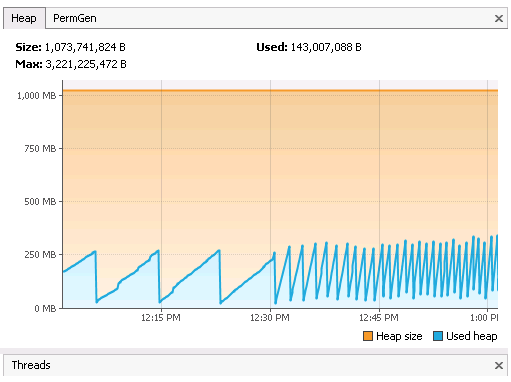 Heap PermGen
Size: 1,073,741,824 B Used: 143,007,088 B
Max: 3,221,225,472 B
1,000 MB
750 MB
500 MB
250 MB
0 MB
12:15 PM 12:30 PM 12:45 PM 1:00 P
Heap size Used heap
Threads